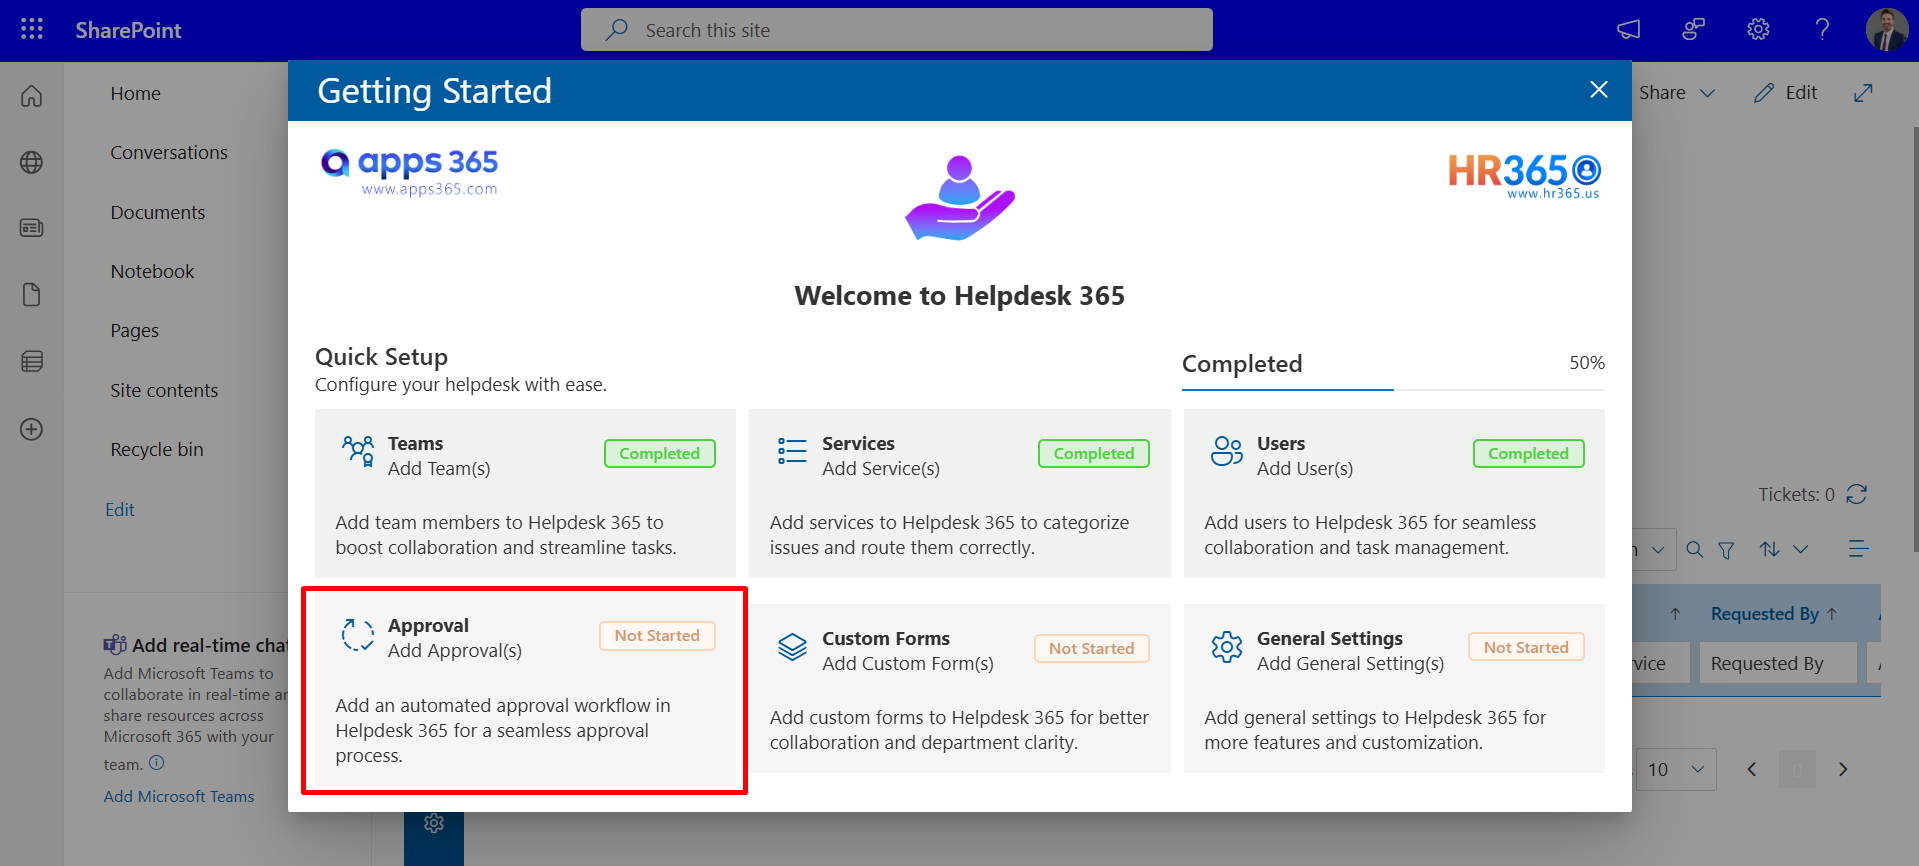 SharePoint
Search this site
Home
Conversations
Documents
Notebook
Pages
Site contents
Recycle bin
Edit
Add real-time chat
Add Microsoft Teams to
collaborate in real-time
share resources across
Microsoft 365 with your
team.
Add Microsoft Teams
Share
Edit
Getting Started
apps 365
www.apps365.com
HR365
www.hr365.us
Welcome to Helpdesk 365
Quick Setup
Configure your helpdesk with ease.
Completed
50%
Teams
Add Team(s)
Completed
Add team members to Helpdesk 365 to
boost collaboration and streamline tasks.
Services
Add Service(s)
Completed
Add services to Helpdesk 365 to categorize
issues and route them correctly.
Users
Add User(s)
Completed
Add users to Helpdesk 365 for seamless
collaboration and task management.
Approval
Add Approval(s)
Not Started
Add an automated approval workflow in
Helpdesk 365 for a seamless approval
process.
Custom Forms
Add Custom Form(s)
Not Started
Add custom forms to Helpdesk 365 for better
collaboration and department clarity.
General Settings
Add General Setting(s)
Not Started
Add general settings to Helpdesk 365 for
more features and customization.
Tickets: 0
Requested By
Requested By
10
0